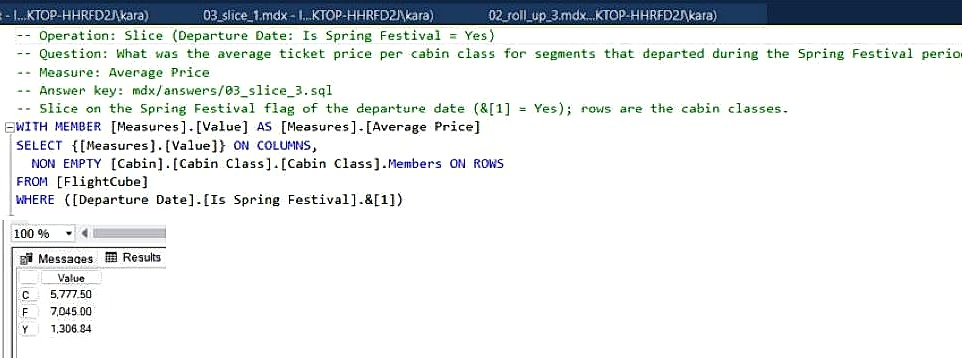 - I...KTOP-HHRFD2J\kara) 03_slice_1.mdx - I...KTOP-HHRFD2J\kara) 02_roll_up_3.mdx...KTOP-HHRFD2J\kara)
-- Operation: Slice (Departure Date: Is Spring Festival = Yes)
-- Question: What was the average ticket price per cabin class for segments that departed during the Spring Festival perio
-- Measure: Average Price
-- Answer key: mdx/answers/03_slice_3.sql
-- Slice on the Spring Festival flag of the departure date (&[1] = Yes); rows are the cabin classes.
WITH MEMBER [Measures].[Value] AS [Measures].[Average Price]
SELECT {[Measures].[Value]} ON COLUMNS,
NON EMPTY [Cabin].[Cabin Class].[Cabin Class].Members ON ROWS
FROM [FlightCube]
WHERE ([Departure Date].[Is Spring Festival].&[1])
100 %
Messages Results
Value
C 5,777.50
F 7,045.00
Y 1,306.84